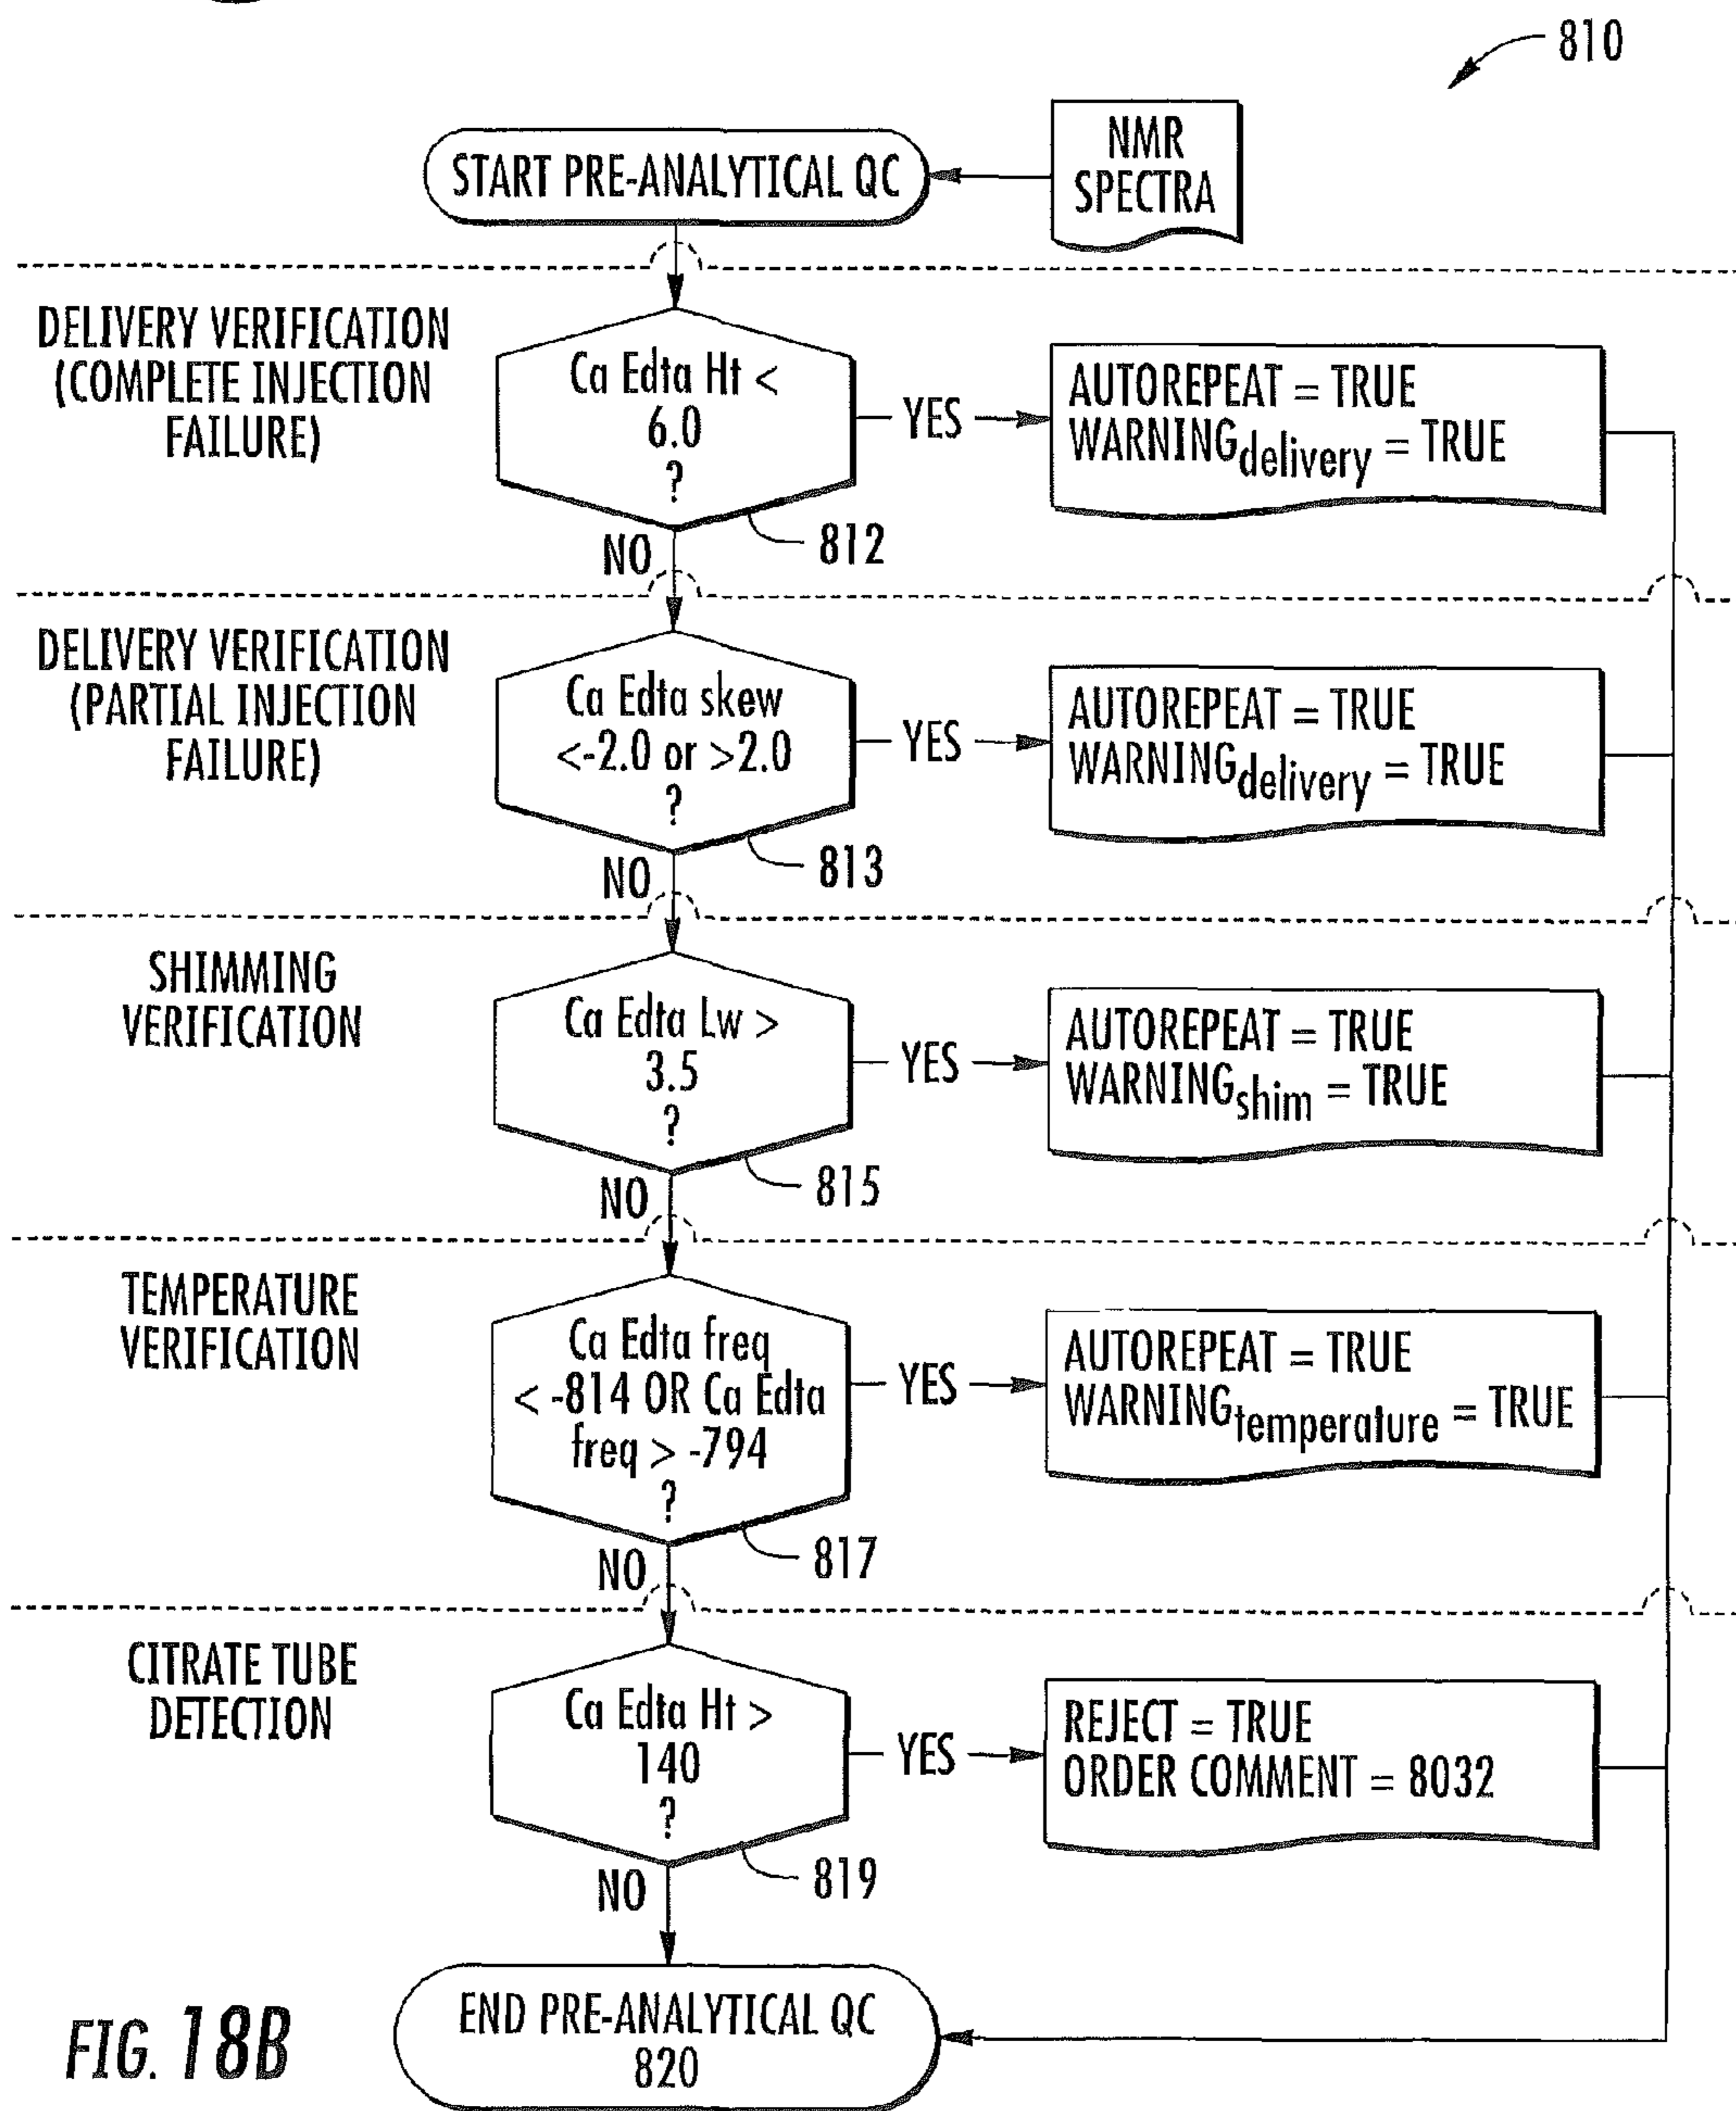 810
START PRE-ANALYTICAL QC
NMR
SPECTRA
DELIVERY VERIFICATION
(COMPLETE INJECTION
FAILURE)
Ca Edta Ht <
6.0
?
YES
AUTOREPEAT = TRUE
WARNINGdelivery = TRUE
812
NO
DELIVERY VERIFICATION
(PARTIAL INJECTION
FAILURE)
Ca Edta skew
<-2.0 or >2.0
?
YES
AUTOREPEAT = TRUE
WARNINGdelivery = TRUE
813
NO
SHIMMING
VERIFICATION
Ca Edta Lw >
3.5
?
YES
AUTOREPEAT = TRUE
WARNINGshim = TRUE
815
NO
TEMPERATURE
VERIFICATION
Ca Edta freq
< -814 OR Ca Edta
freq > -794
?
YES
AUTOREPEAT = TRUE
WARNINGtemperature = TRUE
817
NO
CITRATE TUBE
DETECTION
Ca Edta Ht >
140
?
YES
REJECT = TRUE
ORDER COMMENT = 8032
819
NO
END PRE-ANALYTICAL QC
820
FIG. 18B